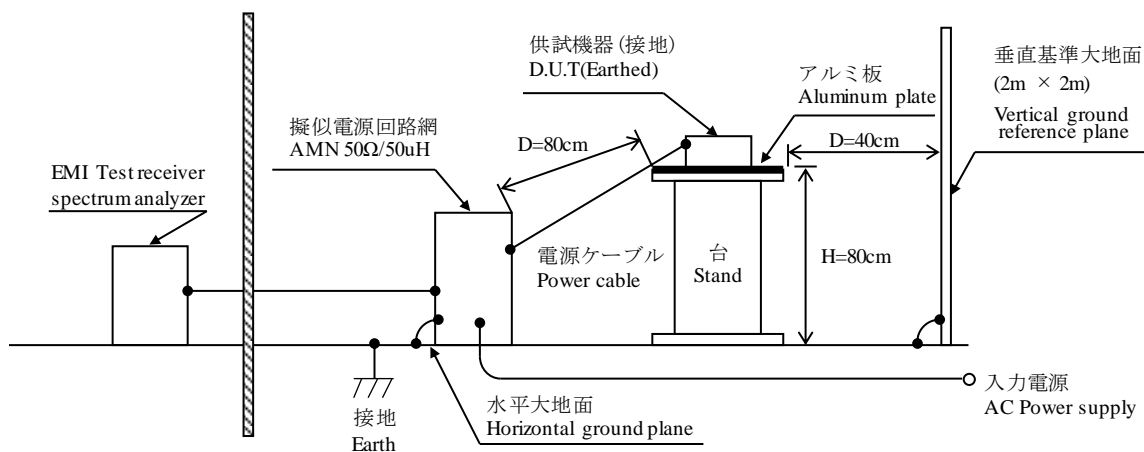 供試機器(接地)
D.U.T(Earthed)
アルミ板
Aluminum plate
垂直基準大地面
(2m × 2m)
Vertical ground
reference plane
擬似電源回路網
AMN 50Ω/50uH
D=80cm
D=40cm
EMI Test receiver
spectrum analyzer
電源ケーブル
Power cable
台
Stand
H=80cm
接地
Earth
水平大地面
Horizontal ground plane
入力電源
AC Power supply